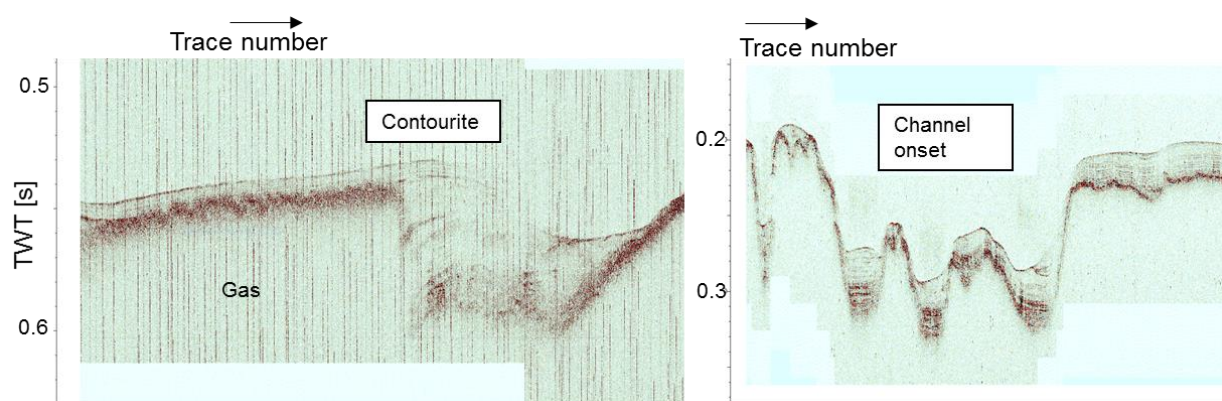 Trace number
Trace number
0.5
Contourite
Channel
onset
0.2
TWT [s]
Gas
0.3
0.6